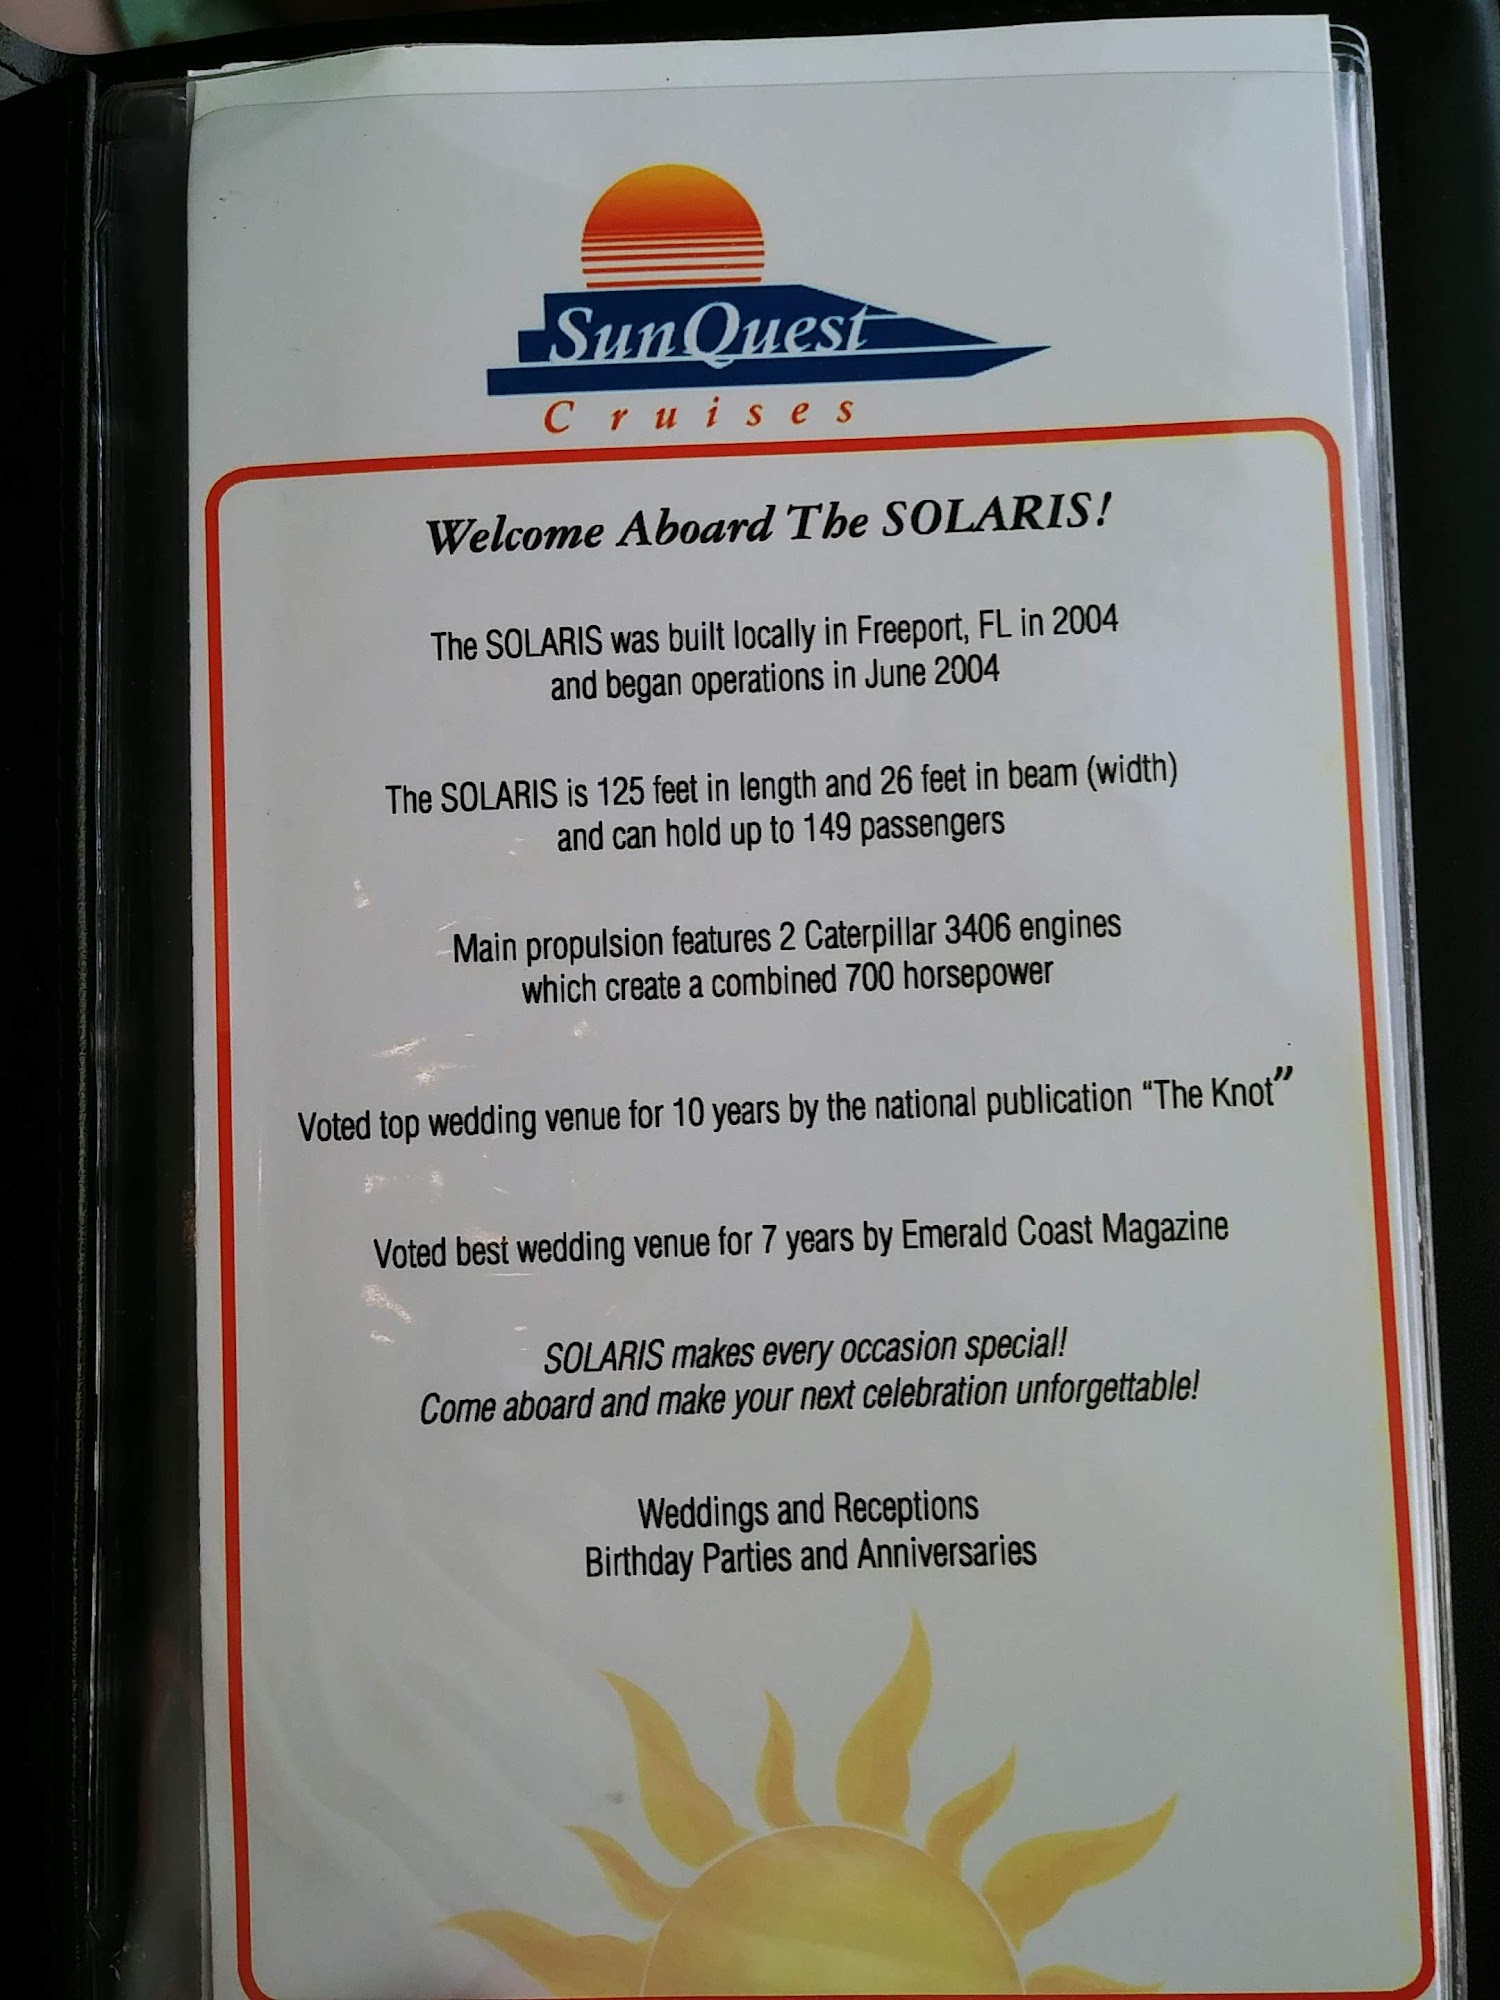 SunQuest
Cruises
Welcome Aboard The SOLARIS!
The SOLARIS was built locally in Freeport, FL in 2004
and began operations in June 2004
The SOLARIS is 125 feet in length and 26 feet in beam (width)
and can hold up to 149 passengers
Main propulsion features 2 Caterpillar 3406 engines
which create a combined 700 horsepower
Voted top wedding venue for 10 years by the national publication “The Knot”
Voted best wedding venue for 7 years by Emerald Coast Magazine
SOLARIS makes every occasion special!
Come aboard and make your next celebration unforgettable!
Weddings and Receptions
Birthday Parties and Anniversaries